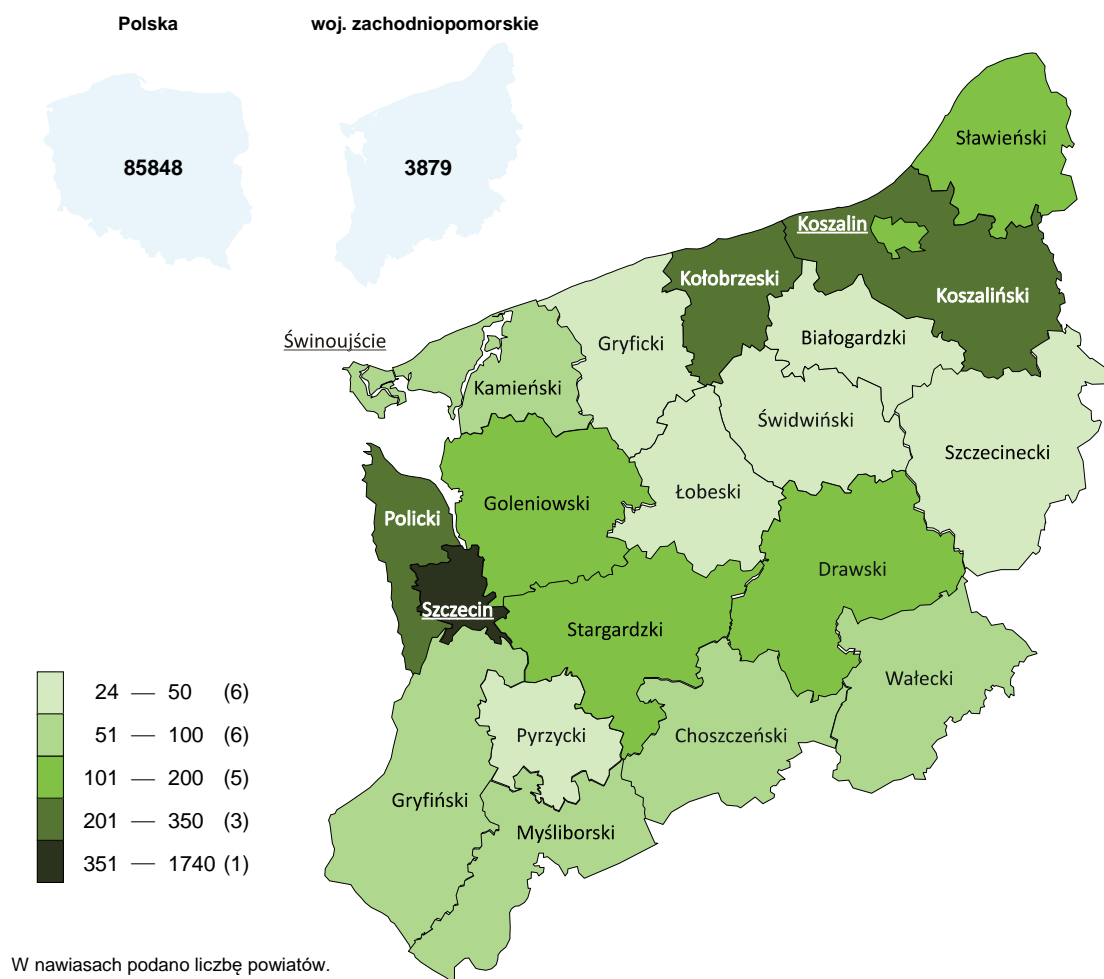 Polska
woj. zachodniopomorskie
85848
3879
Sławieński
Koszalin
Kołobrzeski
Koszaliński
Świnoujście
Gryficki
Białogardzki
Kamieński
Świdwiński
Szczecinecki
Łobeski
Goleniowski
Policki
Drawski
Szczecin
Stargardzki
Wałecki
Pyrzycki
Choszczeński
Gryfiński
Myśliborski
24 — 50 (6)
51 — 100 (6)
101 — 200 (5)
201 — 350 (3)
351 — 1740 (1)
W nawiasach podano liczbę powiatów.